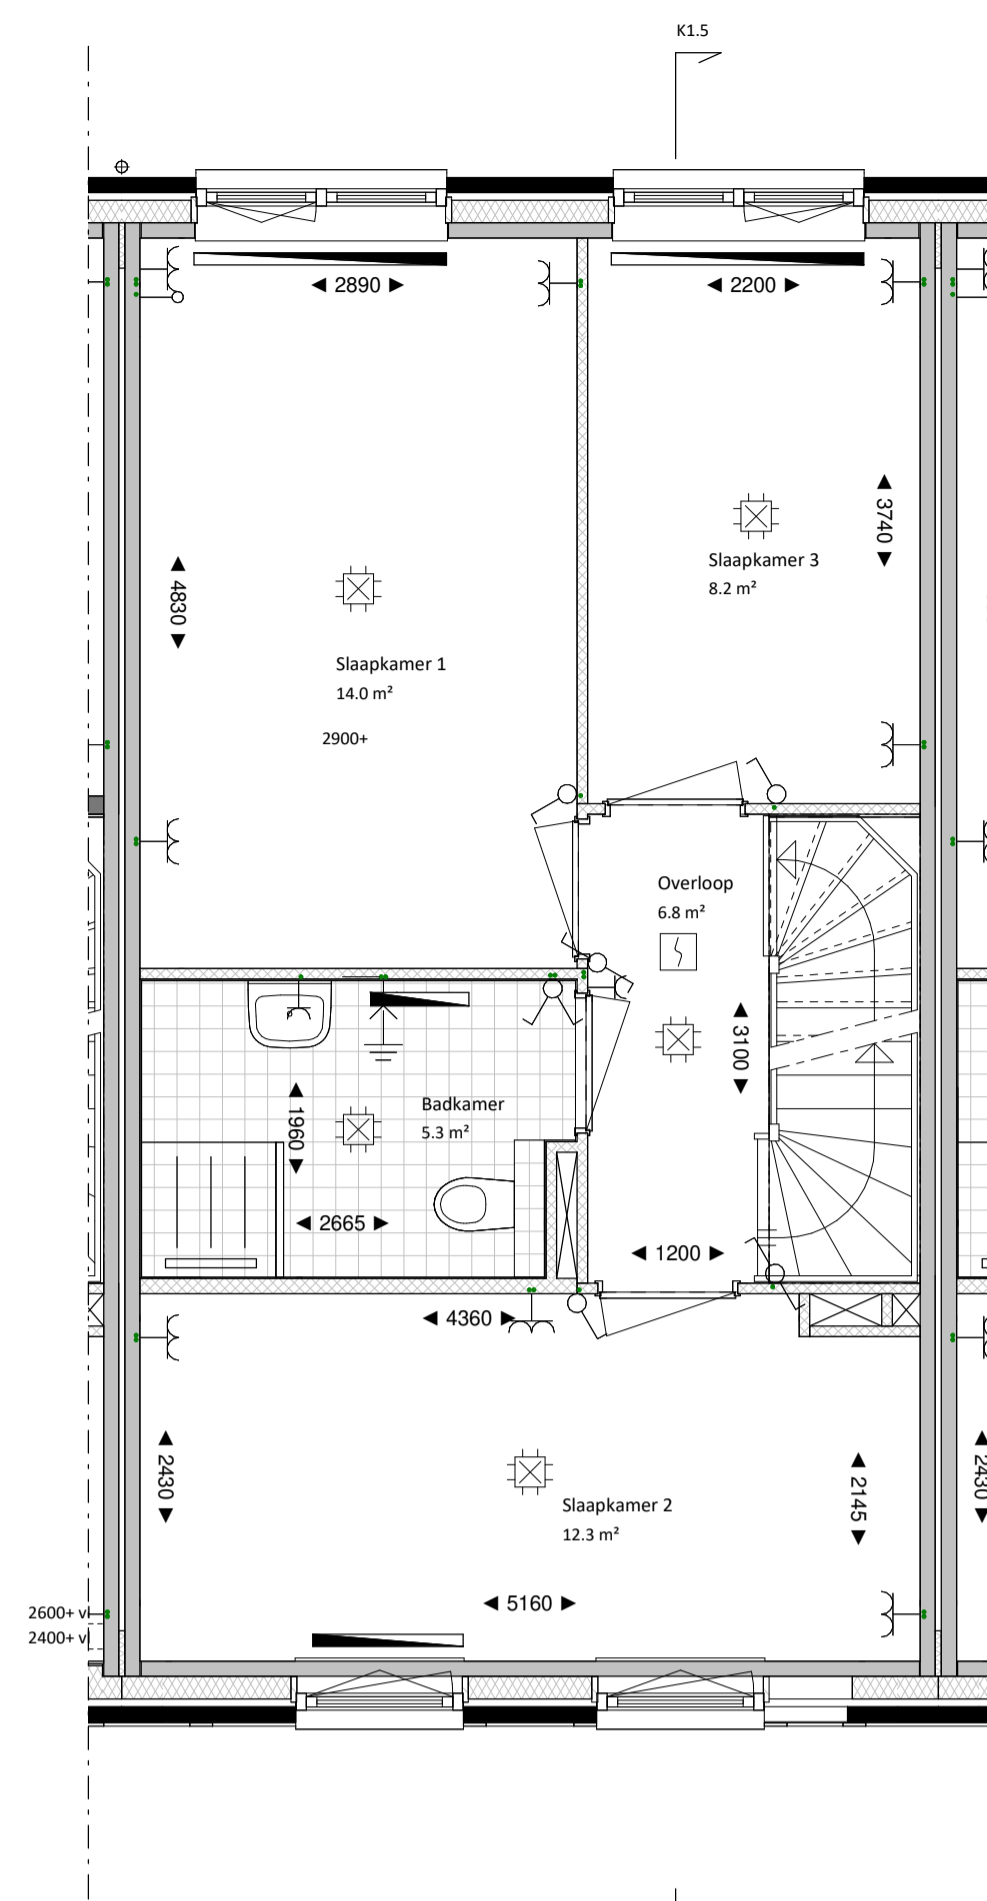 K1.5
2890
2200
3740
Slaapkamer 3
8.2 m²
4830
Slaapkamer 1
14.0 m²
2900+
Overloop
6.8 m²
3100
Badkamer
5.3 m²
1960
2665
1200
4360
2430
2145
2430
Slaapkamer 2
12.3 m²
5160
2600+ vl
2400+ vl